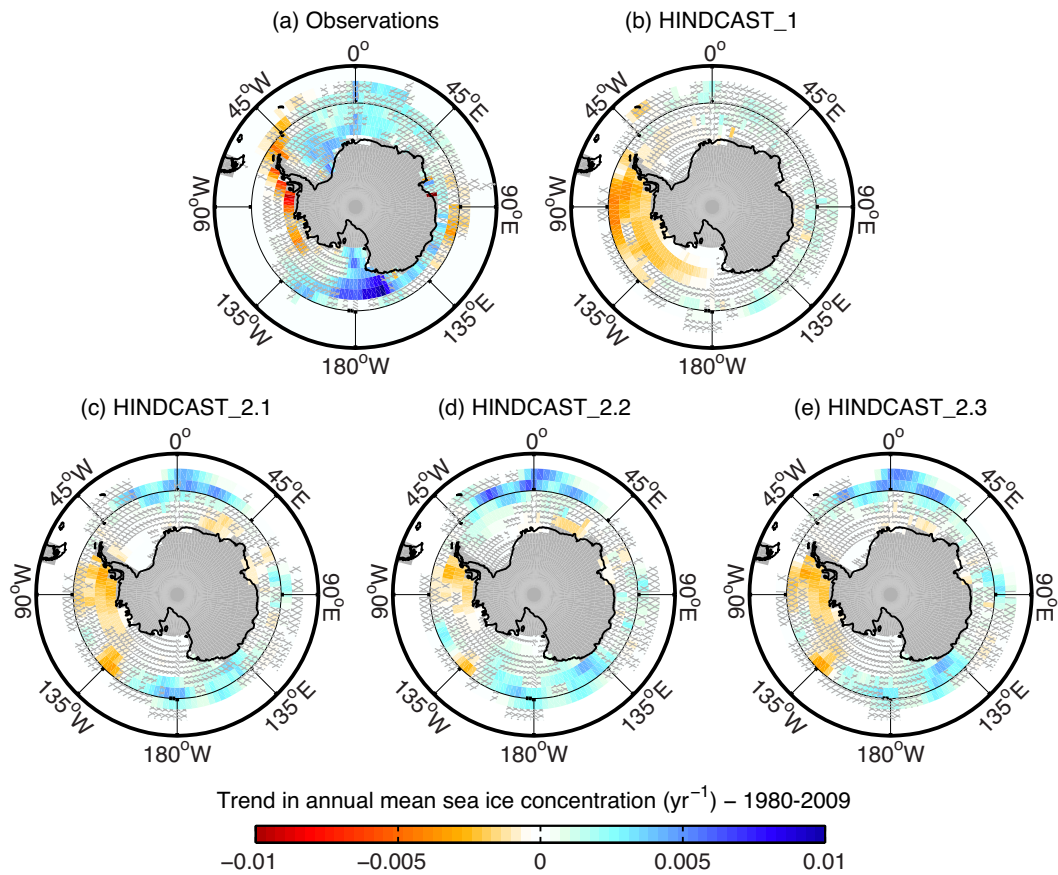 (a) Observations
(b) HINDCAST_1
0°
0°
45°W
45°E
45°W
45°E
90°W
90°E
90°W
90°E
135°W
135°E
135°W
135°E
180°W
180°W
(c) HINDCAST_2.1
(d) HINDCAST_2.2
(e) HINDCAST_2.3
0°
0°
0°
45°W
45°E
45°W
45°E
45°W
45°E
90°W
90°E
90°W
90°E
90°W
90°E
135°W
135°E
135°W
135°E
135°W
135°E
180°W
180°W
180°W
Trend in annual mean sea ice concentration (yr⁻¹) – 1980-2009
−0.01
−0.005
0
0.005
0.01